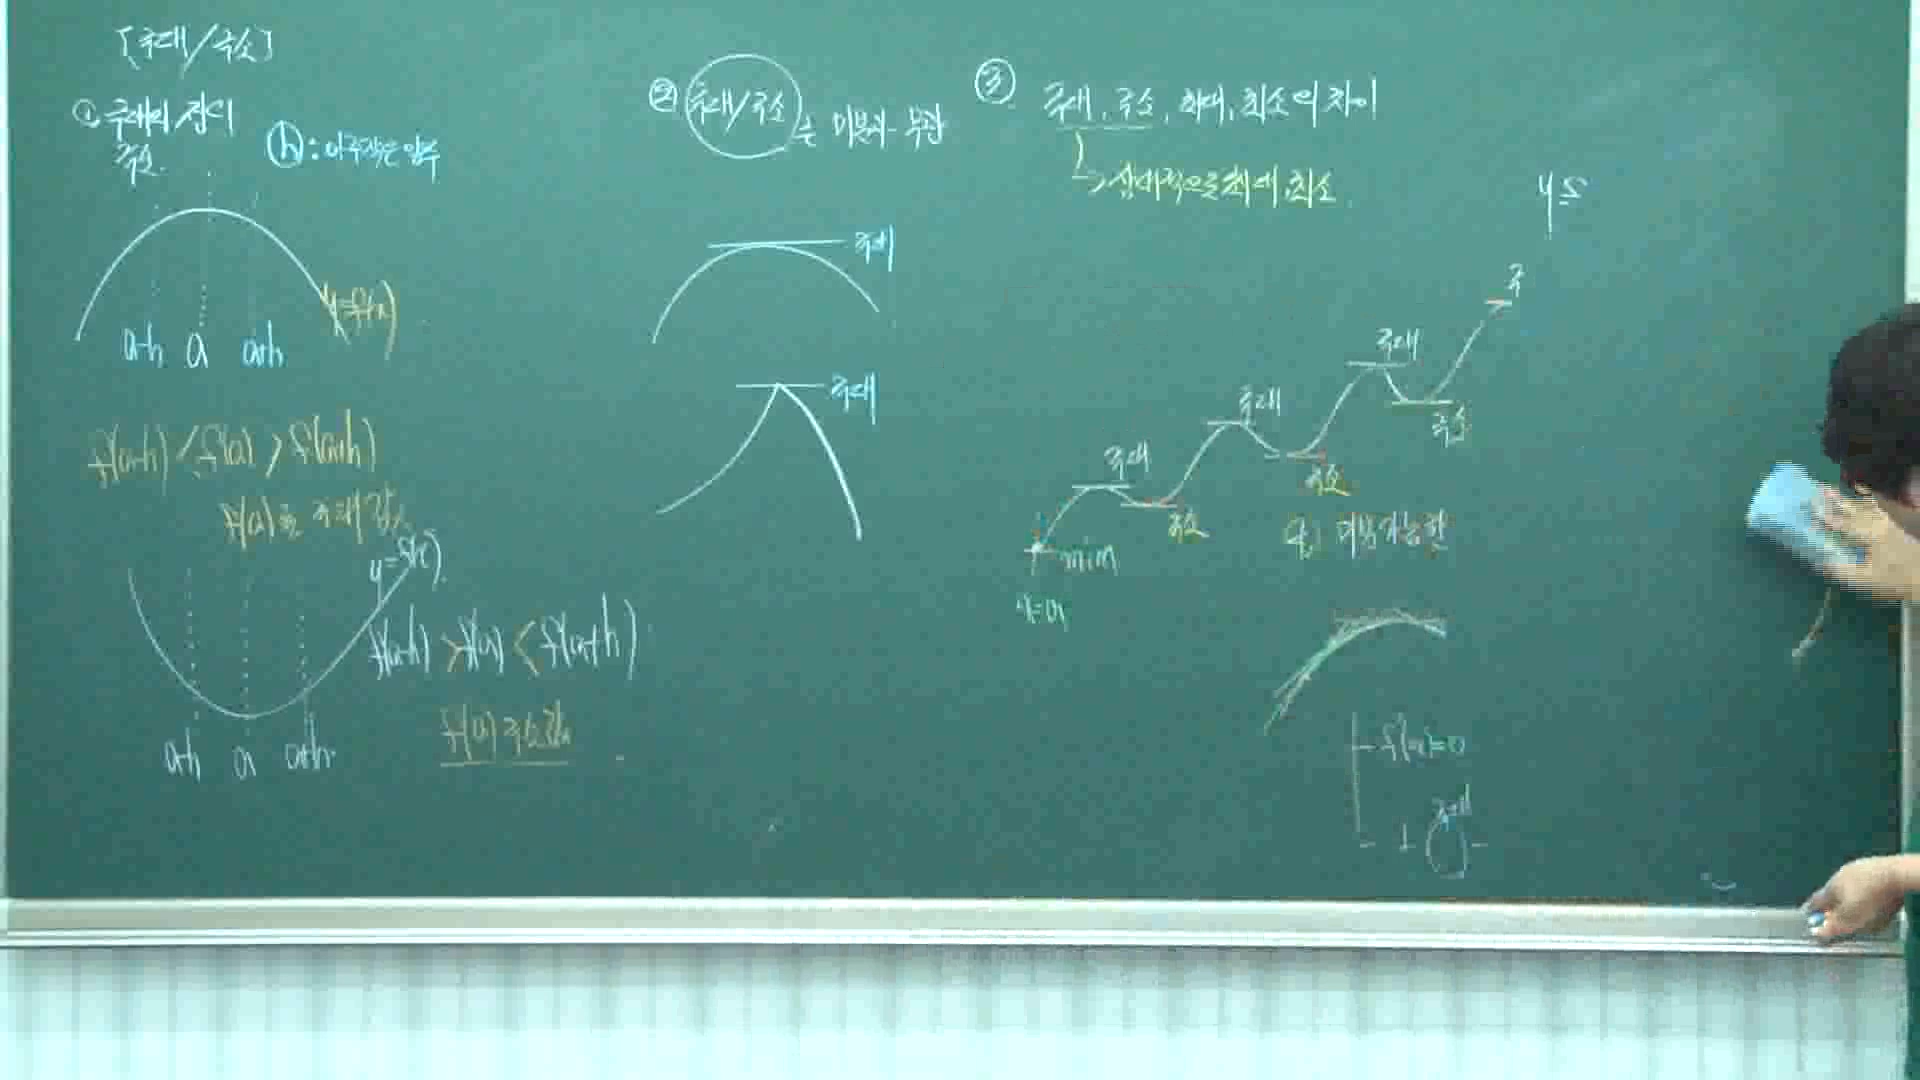 [극대/극소]
① 극대의 정의
극소.
ⓗ : 아주작은 양수
y=f(x)
a-h a a+h
f(a-h) < f(a) > f(a+h)
f(a)는 극대값
y=f(x).
f(a-h) > f(a) < f(a+h)
a-h a a+h
f(a) 극소값
② 극대/극소 는 미분과 무관
극대
극대
③ 극대, 극소, 최대, 최소의 차이
→ 상대적으로 최대, 최소
y=
극
극대
극소
극대
극소
극대
극소
min
x=a
단) 미분가능한
f'(a)=0
극대
+ -